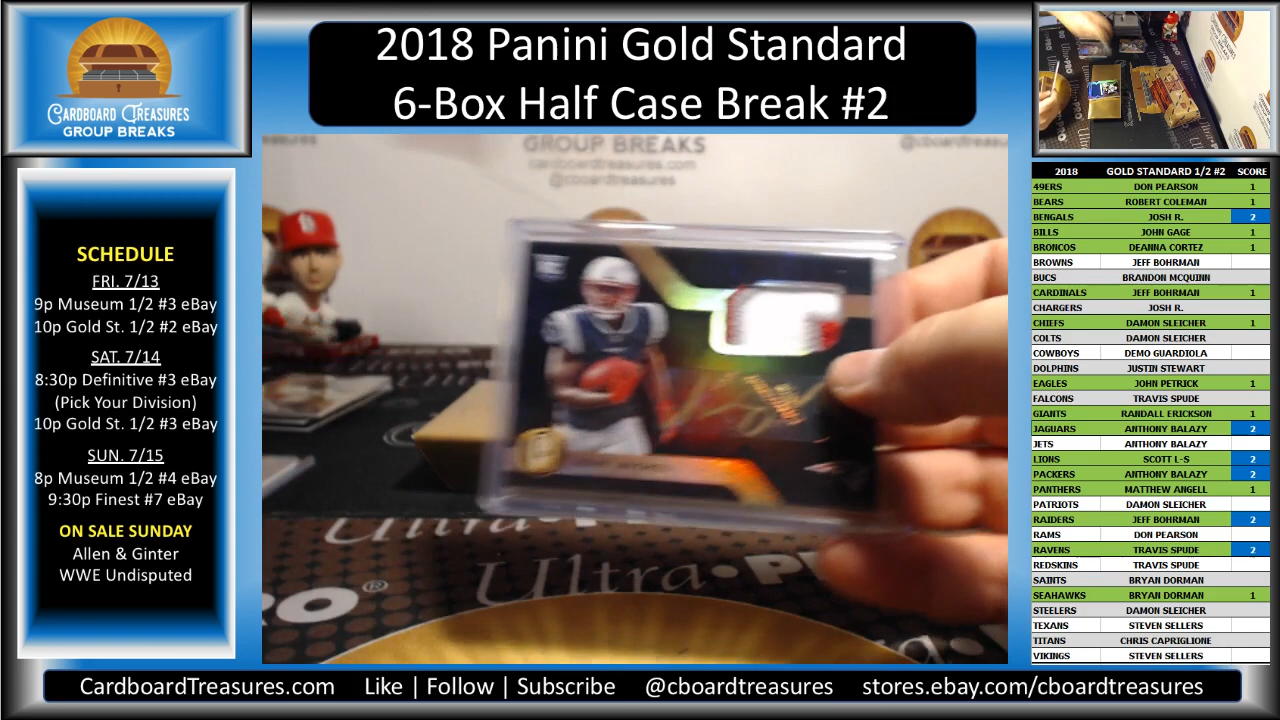 CARDBOARD TREASURES
GROUP BREAKS
2018 Panini Gold Standard
6-Box Half Case Break #2
SCHEDULE
FRI. 7/13
9p Museum 1/2 #3 eBay
10p Gold St. 1/2 #2 eBay
SAT. 7/14
8:30p Definitive #3 eBay
(Pick Your Division)
10p Gold St. 1/2 #3 eBay
SUN. 7/15
8p Museum 1/2 #4 eBay
9:30p Finest #7 eBay
ON SALE SUNDAY
Allen & Ginter
WWE Undisputed
GROUP BREAKS
cardboardtreasures.com
@cboardtreasures
Ultra
PRO®
Ultra•PRO
2018 GOLD STANDARD 1/2 #2 SCORE
49ERS DON PEARSON 1
BEARS ROBERT COLEMAN 1
BENGALS JOSH R. 2
BILLS JOHN GAGE 1
BRONCOS DEANNA CORTEZ 1
BROWNS JEFF BOHRMAN
BUCS BRANDON MCQUINN
CARDINALS JEFF BOHRMAN 1
CHARGERS JOSH R.
CHIEFS DAMON SLEICHER 1
COLTS DAMON SLEICHER
COWBOYS DEMO GUARDIOLA
DOLPHINS JUSTIN STEWART
EAGLES JOHN PETRICK 1
FALCONS TRAVIS SPUDE
GIANTS RANDALL ERICKSON 1
JAGUARS ANTHONY BALAZY 2
JETS ANTHONY BALAZY
LIONS SCOTT L-S 2
PACKERS ANTHONY BALAZY 2
PANTHERS MATTHEW ANGELL 1
PATRIOTS DAMON SLEICHER
RAIDERS JEFF BOHRMAN 2
RAMS DON PEARSON
RAVENS TRAVIS SPUDE 2
REDSKINS TRAVIS SPUDE
SAINTS BRYAN DORMAN
SEAHAWKS BRYAN DORMAN 1
STEELERS DAMON SLEICHER
TEXANS STEVEN SELLERS
TITANS CHRIS CAPRIGLIONE
VIKINGS STEVEN SELLERS
CardboardTreasures.com Like | Follow | Subscribe @cboardtreasures stores.ebay.com/cboardtreasures